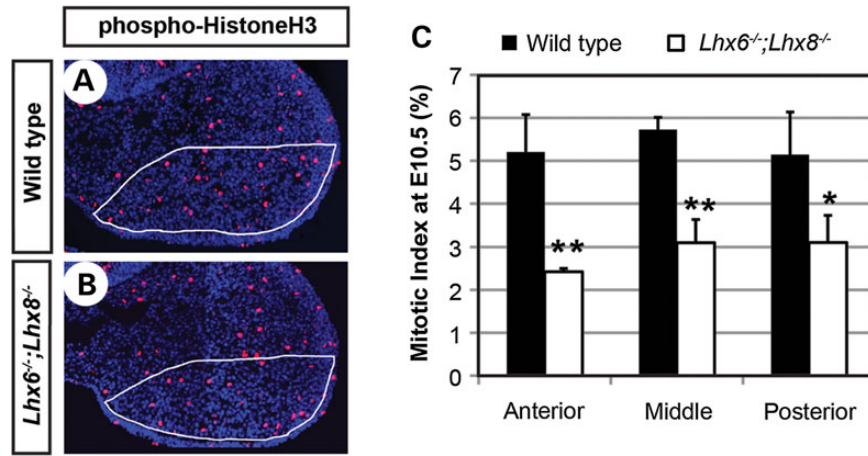 phospho-HistoneH3
Wild type
A
Lhx6-/-;Lhx8-/-
B
C
Wild type
Lhx6-/-;Lhx8-/-
Mitotic Index at E10.5 (%)
7
6
5
4
3
2
1
0
**
**
*
Anterior
Middle
Posterior